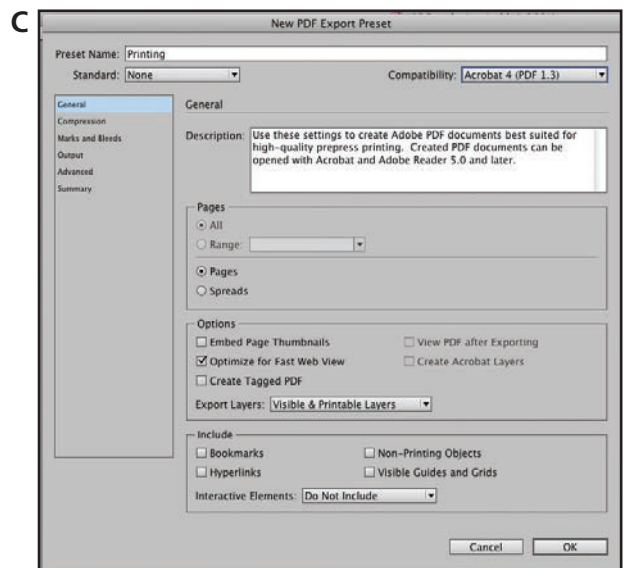 C
New PDF Export Preset
Preset Name: Printing
Standard: None Compatibility: Acrobat 4 (PDF 1.3)
General
Compression
Marks and Bleeds
Output
Advanced
Summary
General
Description: Use these settings to create Adobe PDF documents best suited for
high-quality prepress printing. Created PDF documents can be
opened with Acrobat and Adobe Reader 5.0 and later.
Pages
All
Range:
Pages
Spreads
Options
Embed Page Thumbnails View PDF after Exporting
Optimize for Fast Web View Create Acrobat Layers
Create Tagged PDF
Export Layers: Visible & Printable Layers
Include
Bookmarks Non-Printing Objects
Hyperlinks Visible Guides and Grids
Interactive Elements: Do Not Include
Cancel OK